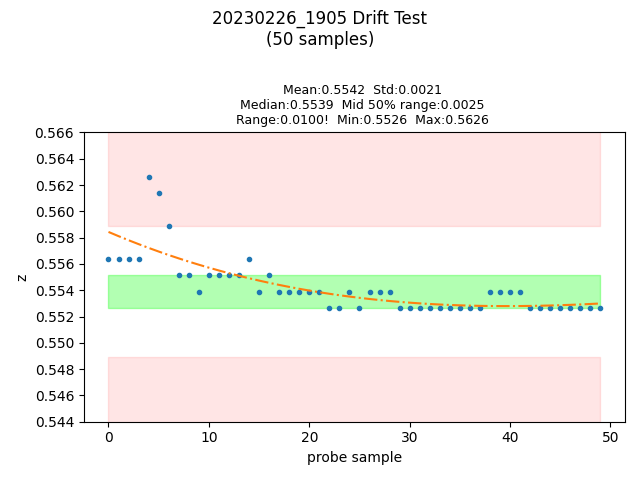 20230226_1905 Drift Test
(50 samples)
Mean:0.5542  Std:0.0021
Median:0.5539  Mid 50% range:0.0025
Range:0.0100!  Min:0.5526  Max:0.5626
0.566
0.564
0.562
0.560
0.558
0.556
0.554
0.552
0.550
0.548
0.546
0.544
z
0 10 20 30 40 50
probe sample